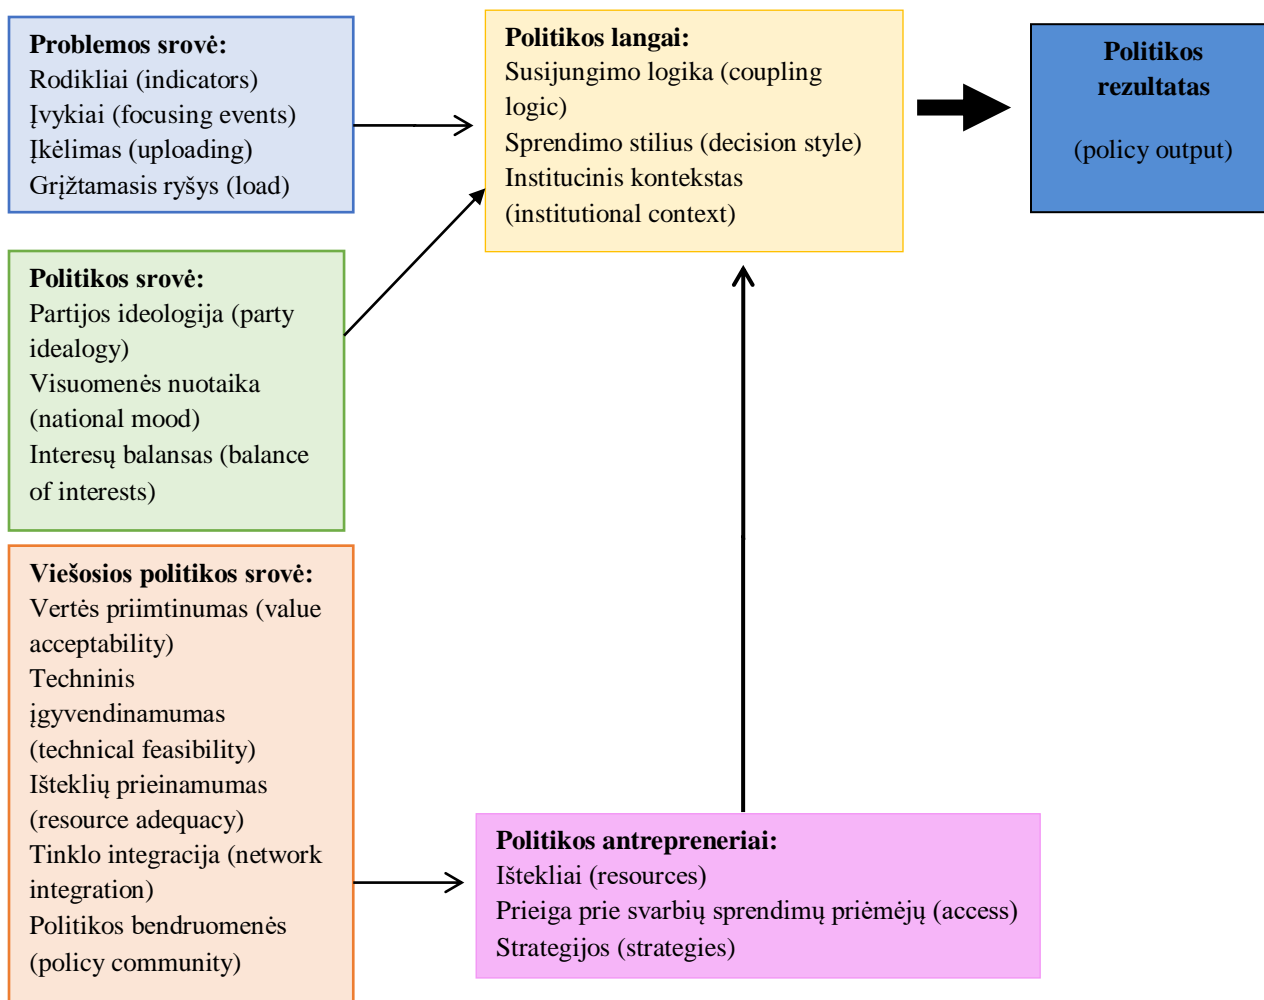 Problemos srovė:
Rodikliai (indicators)
Įvykiai (focusing events)
Įkėlimas (uploading)
Grįžtamasis ryšys (load)
Politikos srovė:
Partijos ideologija (party
idealogy)
Visuomenės nuotaika
(national mood)
Interesų balansas (balance
of interests)
Viešosios politikos srovė:
Vertės priimtinumas (value
acceptability)
Techninis
įgyvendinamumas
(technical feasibility)
Išteklių prieinamumas
(resource adequacy)
Tinklo integracija (network
integration)
Politikos bendruomenės
(policy community)
Politikos langai:
Susijungimo logika (coupling
logic)
Sprendimo stilius (decision style)
Institucinis kontekstas
(institutional context)
Politikos antrepreneriai:
Ištekliai (resources)
Prieiga prie svarbių sprendimų priėmėjų (access)
Strategijos (strategies)
Politikos
rezultatas
(policy output)